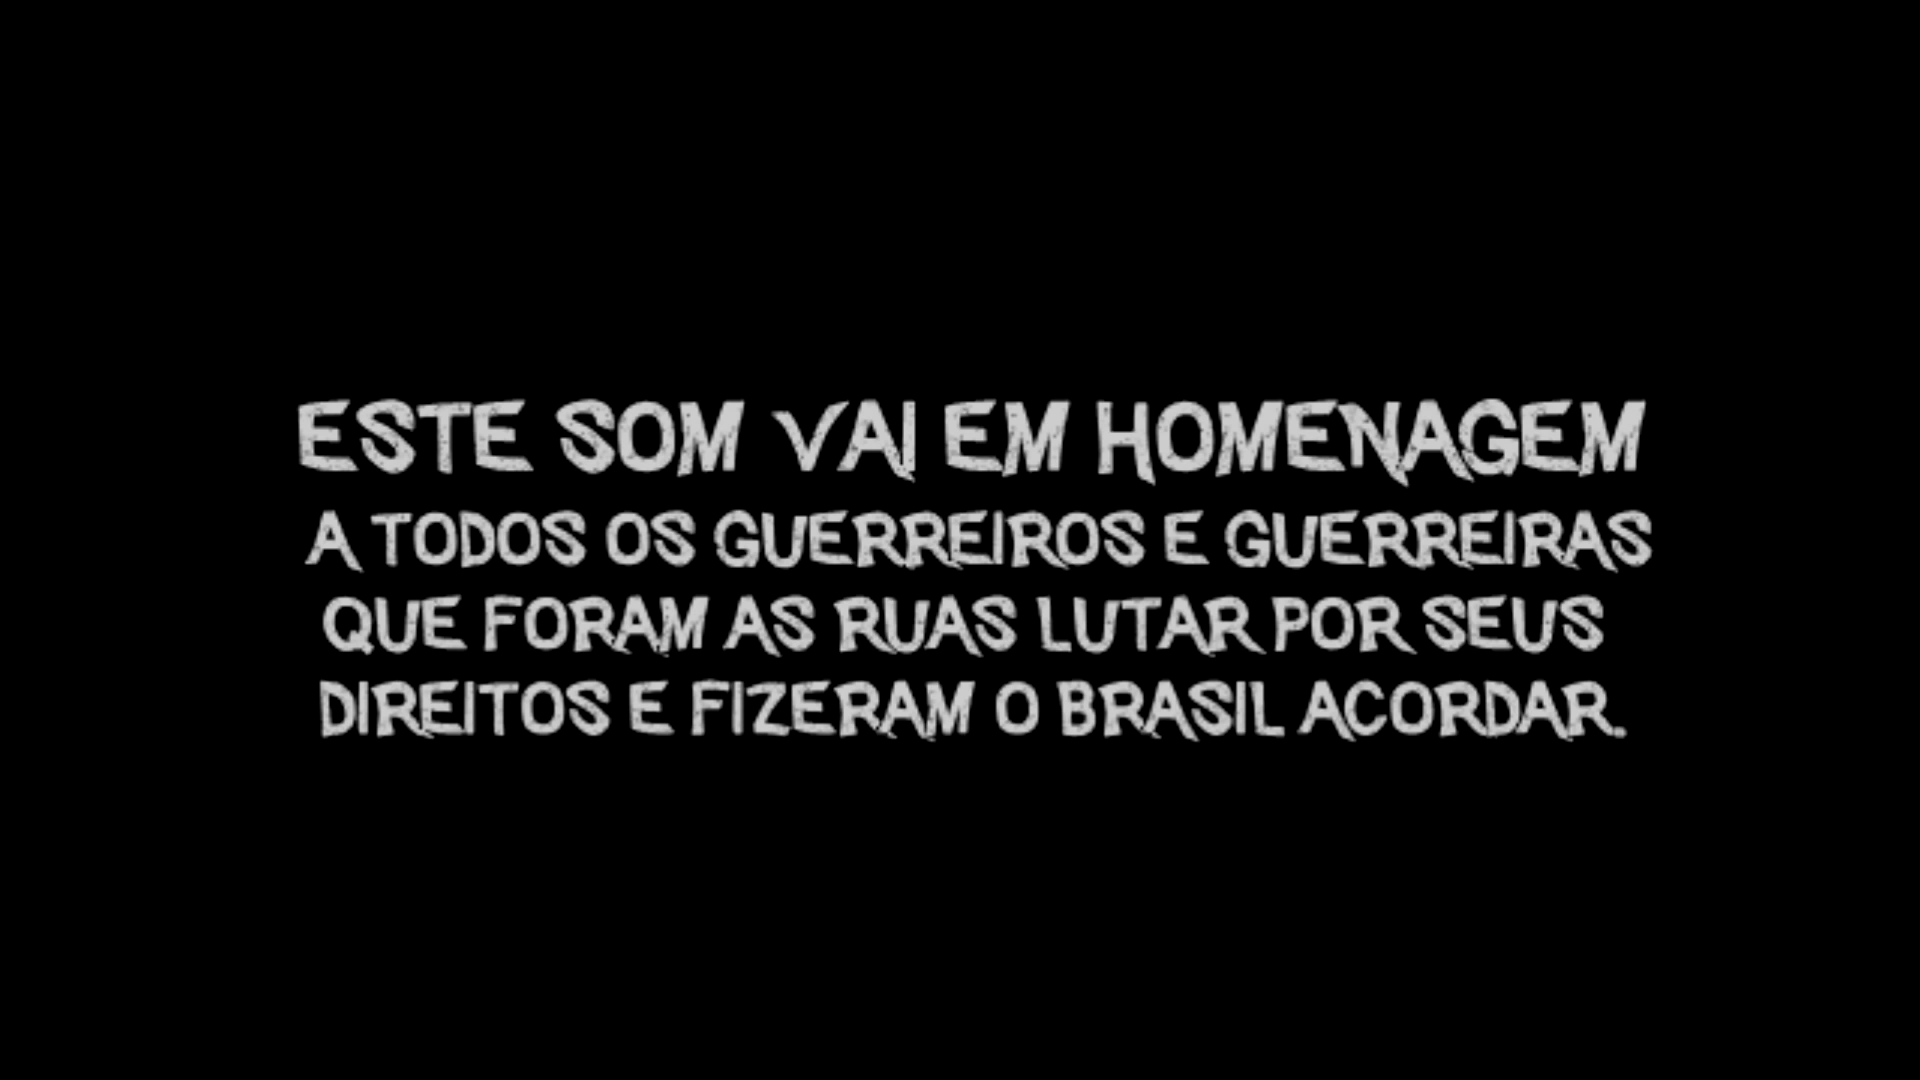 ESTE SOM VAI EM HOMENAGEM
A TODOS OS GUERREIROS E GUERREIRAS
QUE FORAM AS RUAS LUTAR POR SEUS
DIREITOS E FIZERAM O BRASIL ACORDAR.